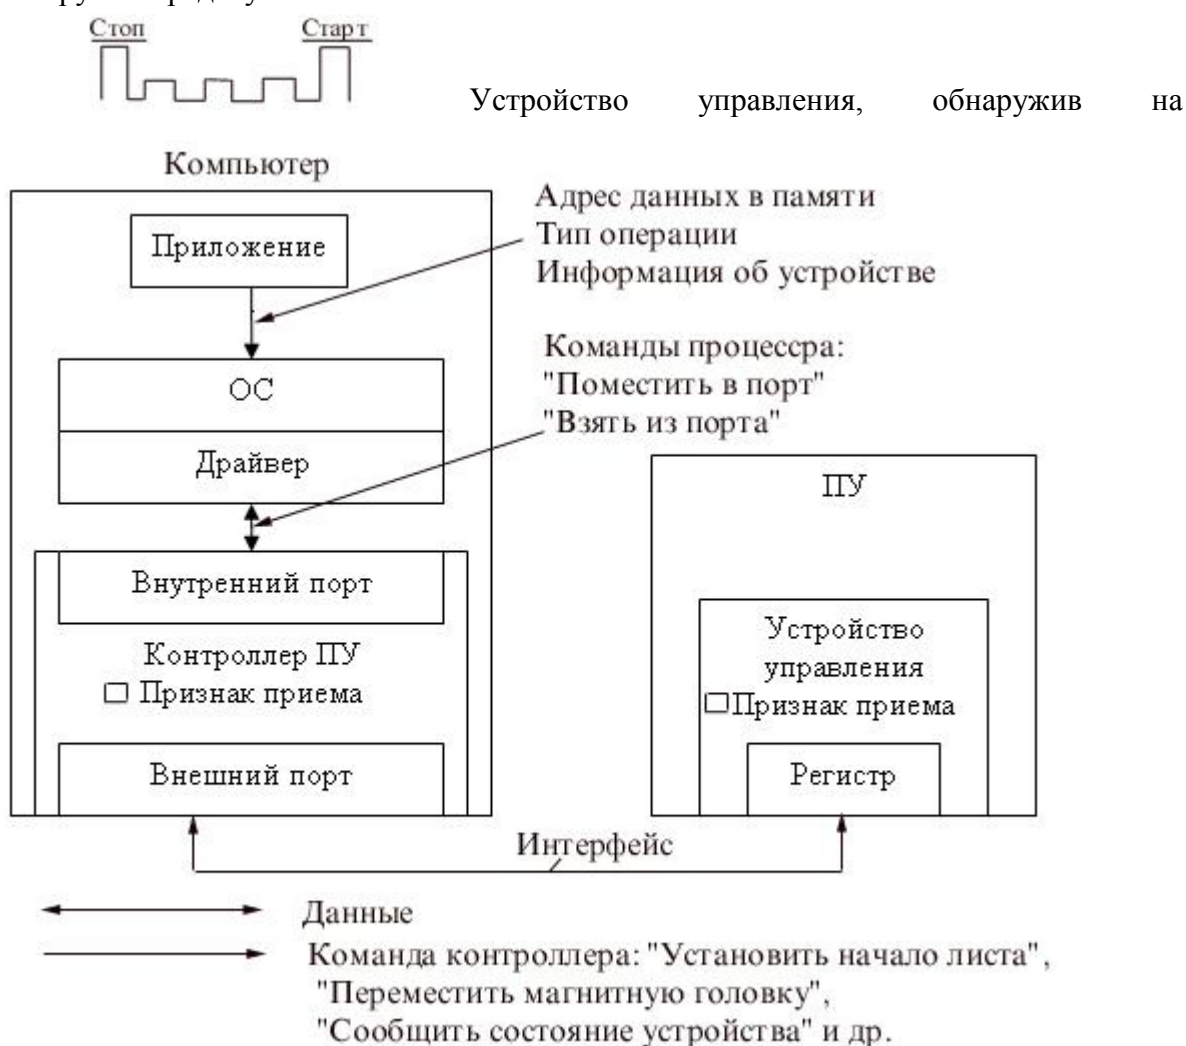 Стоп Старт
Устройство управления, обнаружив на
Компьютер
Адрес данных в памяти
Тип операции
Информация об устройстве
Приложение
Команды процессра:
"Поместить в порт"
"Взять из порта"
ОС
Драйвер
ПУ
Внутренний порт
Контроллер ПУ
Признак приема
Внешний порт
Устройство
управления
Признак приема
Регистр
Интерфейс
Данные
Команда контроллера: "Установить начало листа",
"Переместить магнитную головку",
"Сообщить состояние устройства" и др.